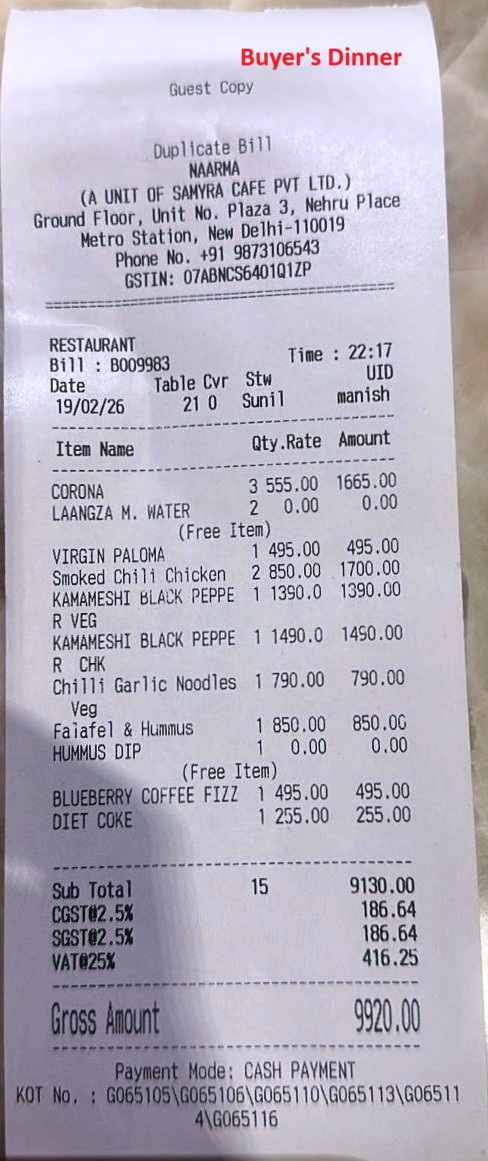 Buyer's Dinner
Guest Copy
Duplicate Bill
NAARMA
(A UNIT OF SAMYRA CAFE PVT LTD.)
Ground Floor, Unit No. Plaza 3, Nehru Place
Metro Station, New Delhi-110019
Phone No. +91 9873106543
GSTIN: 07ABNCS6401Q1ZP
RESTAURANT
Bill : B009983 Time : 22:17
Date Table Cvr Stw UID
19/02/26 21 0 Sunil manish
Item Name Qty.Rate Amount
CORONA 3 555.00 1665.00
LAANGZA M. WATER 2 0.00 0.00
(Free Item)
VIRGIN PALOMA 1 495.00 495.00
Smoked Chili Chicken 2 850.00 1700.00
KAMAMESHI BLACK PEPPE 1 1390.0 1390.00
R VEG
KAMAMESHI BLACK PEPPE 1 1490.0 1490.00
R CHK
Chilli Garlic Noodles 1 790.00 790.00
Veg
Falafel & Hummus 1 850.00 850.00
HUMMUS DIP 1 0.00 0.00
(Free Item)
BLUEBERRY COFFEE FIZZ 1 495.00 495.00
DIET COKE 1 255.00 255.00
Sub Total 15 9130.00
CGST@2.5% 186.64
SGST@2.5% 186.64
VAT@25% 416.25
Gross Amount 9920.00
Payment Mode: CASH PAYMENT
KOT No. : G065105\G065106\G065110\G065113\G06511
4\G065116